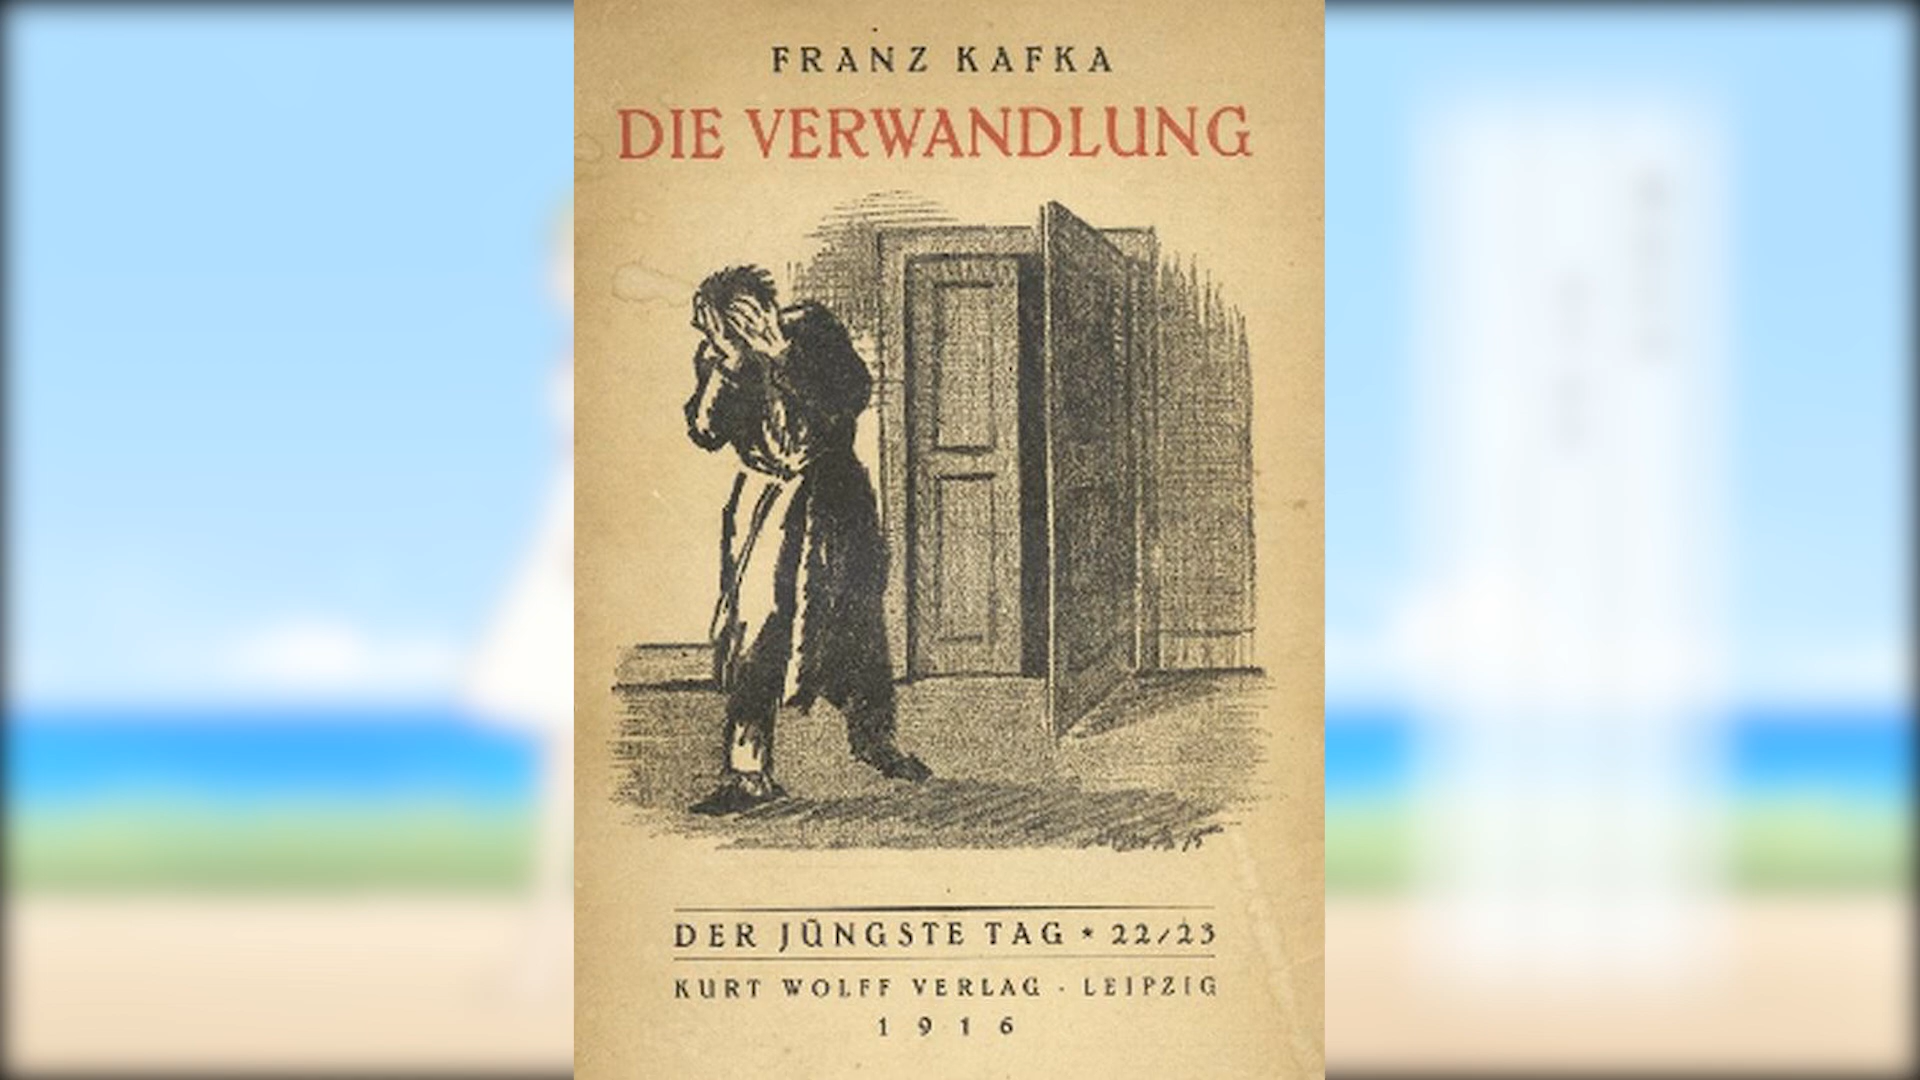 FRANZ KAFKA
DIE VERWANDLUNG
DER JÜNGSTE TAG * 22/23
KURT WOLFF VERLAG · LEIPZIG
1916